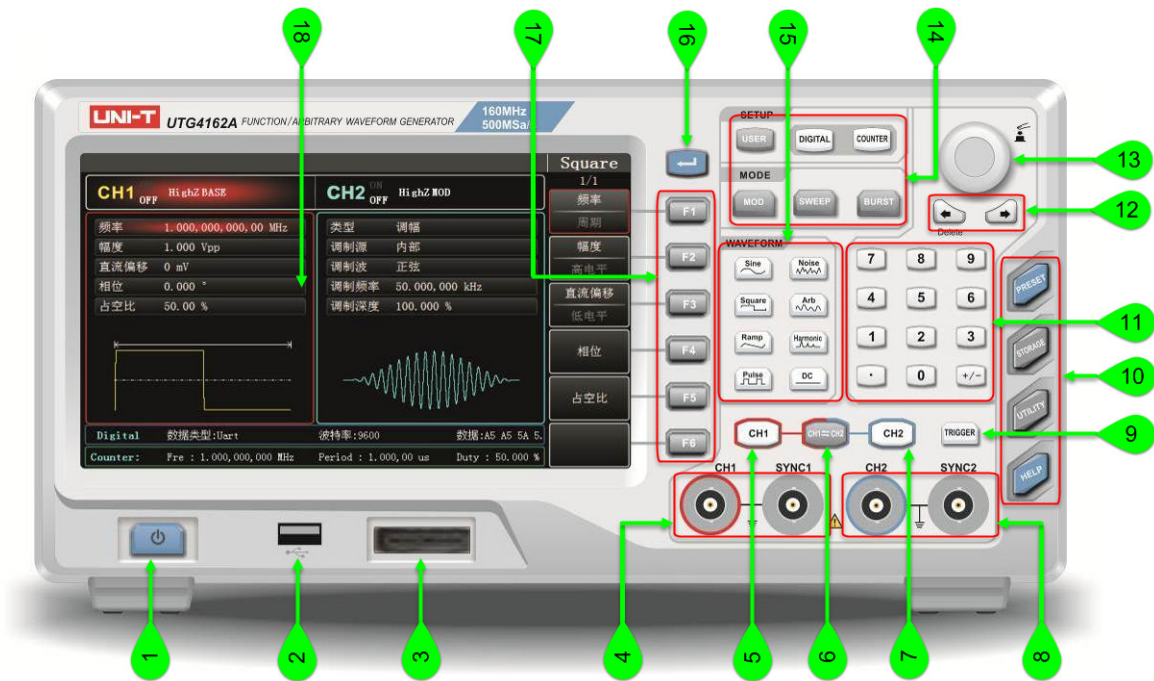 18
17
16
15
14
UNI-T UTG4162A FUNCTION/ARBITRARY WAVEFORM GENERATOR
160MHz
500MSa/
SETUP
USER DIGITAL COUNTER
MODE
MOD SWEEP BURST
13
12
Delete
Square
1/1
频率
周期
幅度
高电平
直流偏移
低电平
相位
占空比
CH1 OFF HighZ BASE
CH2 ON OFF HighZ MOD
频率 1.000,000,000,00 MHz
幅度 1.000 Vpp
直流偏移 0 mV
相位 0.000 °
占空比 50.00 %
类型 调幅
调制源 内部
调制波 正弦
调制频率 50.000,000 kHz
调制深度 100.000 %
Digital 数据类型:Uart 波特率:9600 数据:A5 A5 5A 5.
Counter: Fre : 1.000,000,000 MHz Period : 1.000,00 us Duty : 50.000 %
F1
F2
F3
F4
F5
F6
WAVEFORM
Sine Noise
Square Arb
Ramp Harmonic
Pulse DC
7 8 9
4 5 6
1 2 3
· 0 +/-
PRESET
STORAGE
UTILITY
HELP
11
10
9
CH1 CH1⇌CH2 CH2 TRIGGER
CH1 SYNC1 CH2 SYNC2
1
2
3
4
5
6
7
8